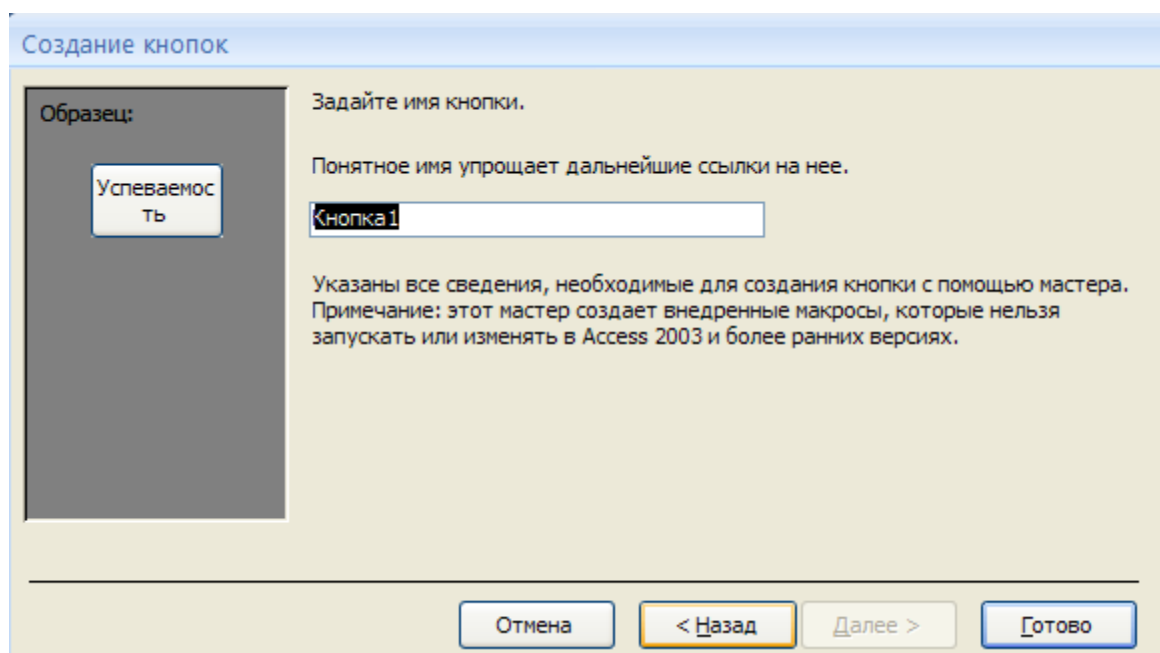 Создание кнопок
Образец:
Успеваемос
ть
Задайте имя кнопки.
Понятное имя упрощает дальнейшие ссылки на нее.
Кнопка1
Указаны все сведения, необходимые для создания кнопки с помощью мастера.
Примечание: этот мастер создает внедренные макросы, которые нельзя
запускать или изменять в Access 2003 и более ранних версиях.
Отмена
< Назад
Далее >
Готово